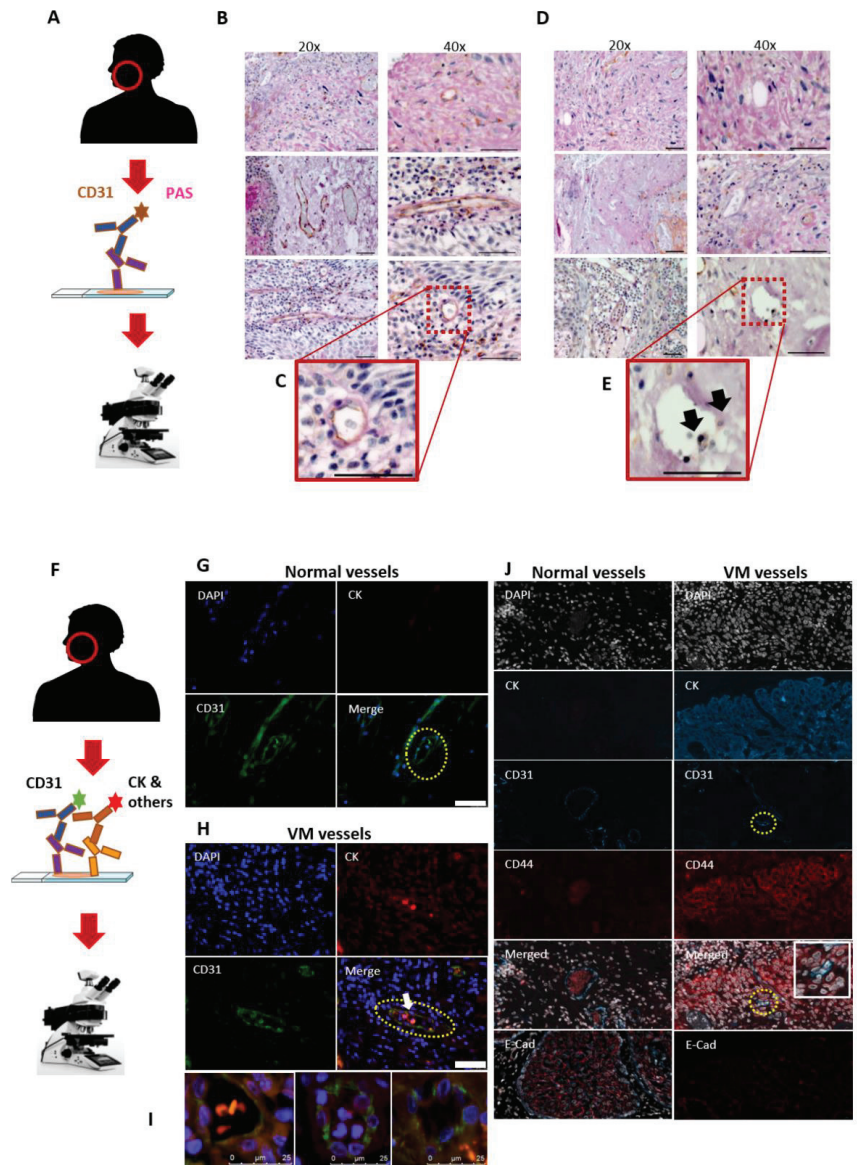 A
B
D
20x
40x
20x
40x
CD31
PAS
C
E
F
G
Normal vessels
DAPI
CK
CD31
Merge
J
Normal vessels
VM vessels
DAPI
DAPI
CK
CK
CD31
CD31
CD44
CD44
Merged
Merged
E-Cad
E-Cad
CD31
CK &
others
H
VM vessels
DAPI
CK
CD31
Merge
I
0 µm 25
0 µm 25
0 µm 25